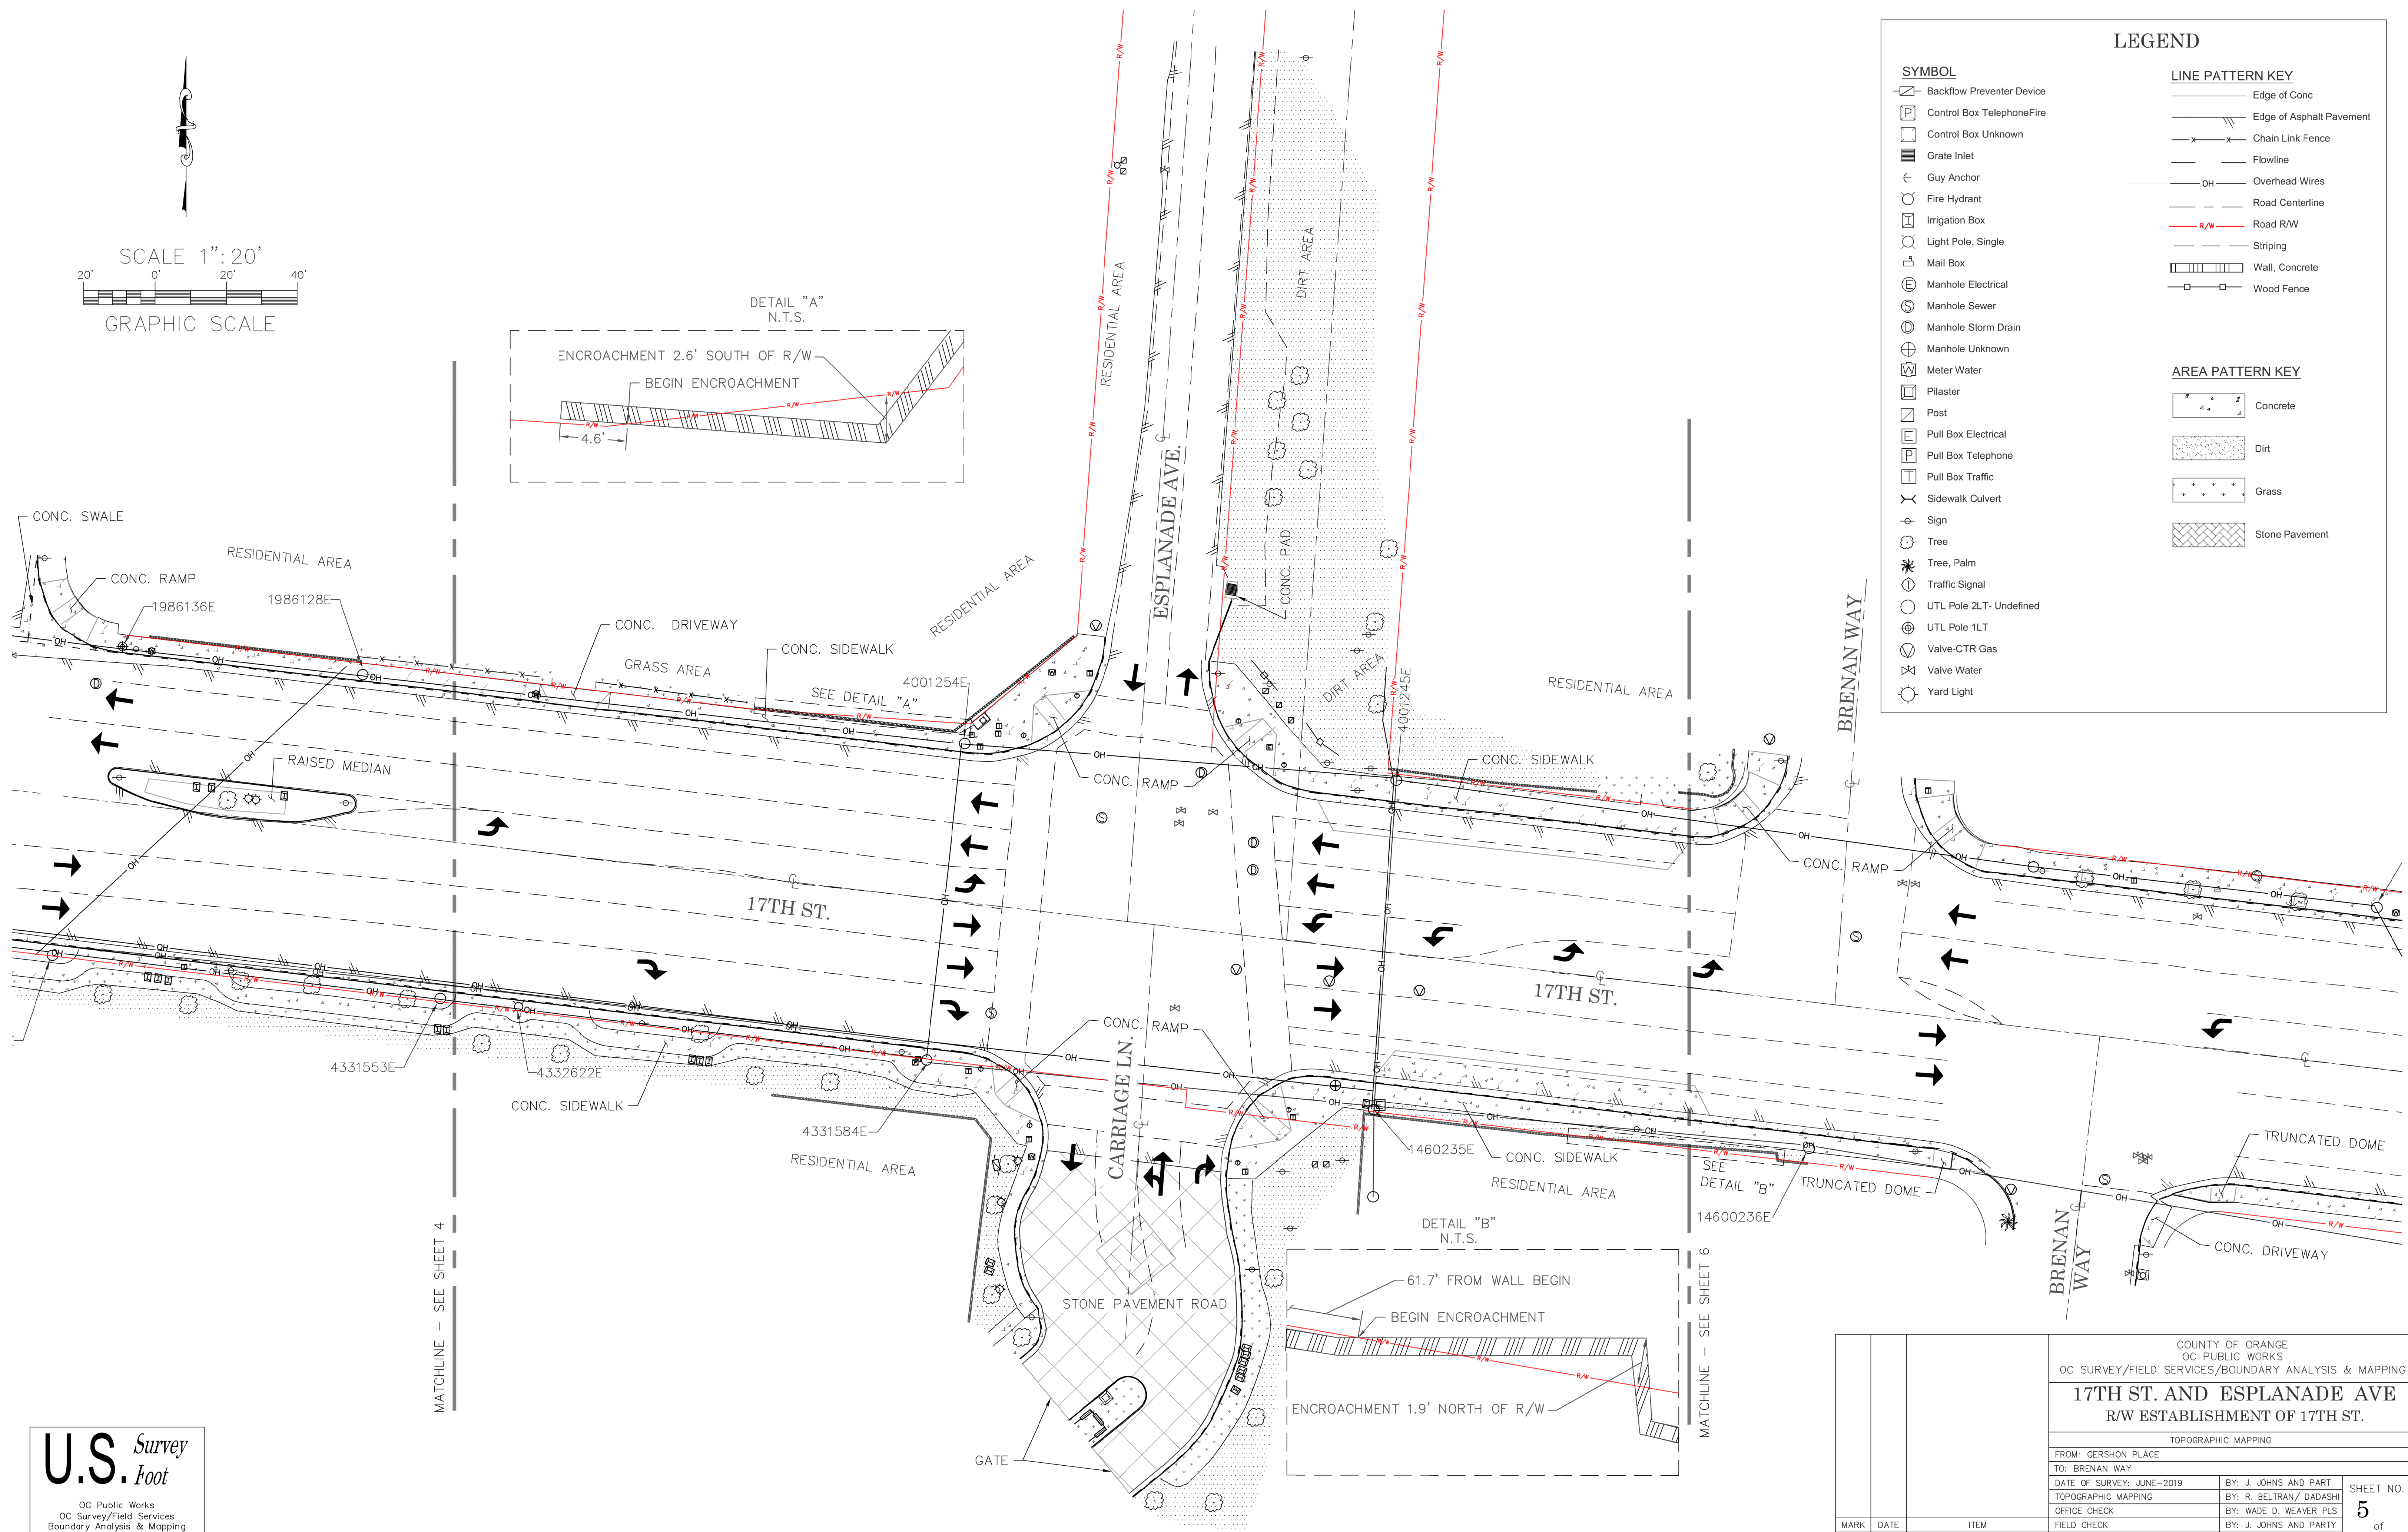 SCALE 1":20'
20' 0' 20' 40'
GRAPHIC SCALE
DETAIL "A"
N.T.S.
ENCROACHMENT 2.6' SOUTH OF R/W
BEGIN ENCROACHMENT
4.6'
R/W
LEGEND
SYMBOL
Backflow Preventer Device
Control Box TelephoneFire
Control Box Unknown
Grate Inlet
Guy Anchor
Fire Hydrant
Irrigation Box
Light Pole, Single
Mail Box
Manhole Electrical
Manhole Sewer
Manhole Storm Drain
Manhole Unknown
Meter Water
Pilaster
Post
Pull Box Electrical
Pull Box Telephone
Pull Box Traffic
Sidewalk Culvert
Sign
Tree
Tree, Palm
Traffic Signal
UTL Pole 2LT- Undefined
UTL Pole 1LT
Valve-CTR Gas
Valve Water
Yard Light
LINE PATTERN KEY
Edge of Conc
Edge of Asphalt Pavement
Chain Link Fence
Flowline
OH Overhead Wires
Road Centerline
R/W Road R/W
Striping
Wall, Concrete
Wood Fence
AREA PATTERN KEY
Concrete
Dirt
Grass
Stone Pavement
CONC. SWALE
RESIDENTIAL AREA
CONC. RAMP
1986136E
1986128E
CONC. DRIVEWAY
GRASS AREA
CONC. SIDEWALK
SEE DETAIL "A"
4001254E
RESIDENTIAL AREA
RESIDENTIAL AREA
ESPLANADE AVE.
DIRT AREA
CONC. PAD
DIRT AREA
4001245E
RESIDENTIAL AREA
BRENAN WAY
RAISED MEDIAN
CONC. RAMP
CONC. SIDEWALK
CONC. RAMP
17TH ST.
17TH ST.
4331553E
4332622E
CONC. SIDEWALK
4331584E
RESIDENTIAL AREA
CONC. RAMP
CARRIAGE LN.
1460235E
CONC. SIDEWALK
RESIDENTIAL AREA
SEE
DETAIL "B"
TRUNCATED DOME
14600236E
TRUNCATED DOME
CONC. DRIVEWAY
BRENAN
WAY
STONE PAVEMENT ROAD
GATE
MATCHLINE - SEE SHEET 4
MATCHLINE - SEE SHEET 6
DETAIL "B"
N.T.S.
61.7' FROM WALL BEGIN
BEGIN ENCROACHMENT
ENCROACHMENT 1.9' NORTH OF R/W
U.S. Survey
Foot
OC Public Works
OC Survey/Field Services
Boundary Analysis & Mapping
COUNTY OF ORANGE
OC PUBLIC WORKS
OC SURVEY/FIELD SERVICES/BOUNDARY ANALYSIS & MAPPING
17TH ST. AND ESPLANADE AVE
R/W ESTABLISHMENT OF 17TH ST.
TOPOGRAPHIC MAPPING
FROM: GERSHON PLACE
TO: BRENAN WAY
DATE OF SURVEY: JUNE-2019 BY: J. JOHNS AND PART
TOPOGRAPHIC MAPPING BY: R. BELTRAN/ DADASHI
OFFICE CHECK BY: WADE D. WEAVER PLS
FIELD CHECK BY: J. JOHNS AND PARTY
SHEET NO.
5
of
MARK DATE ITEM